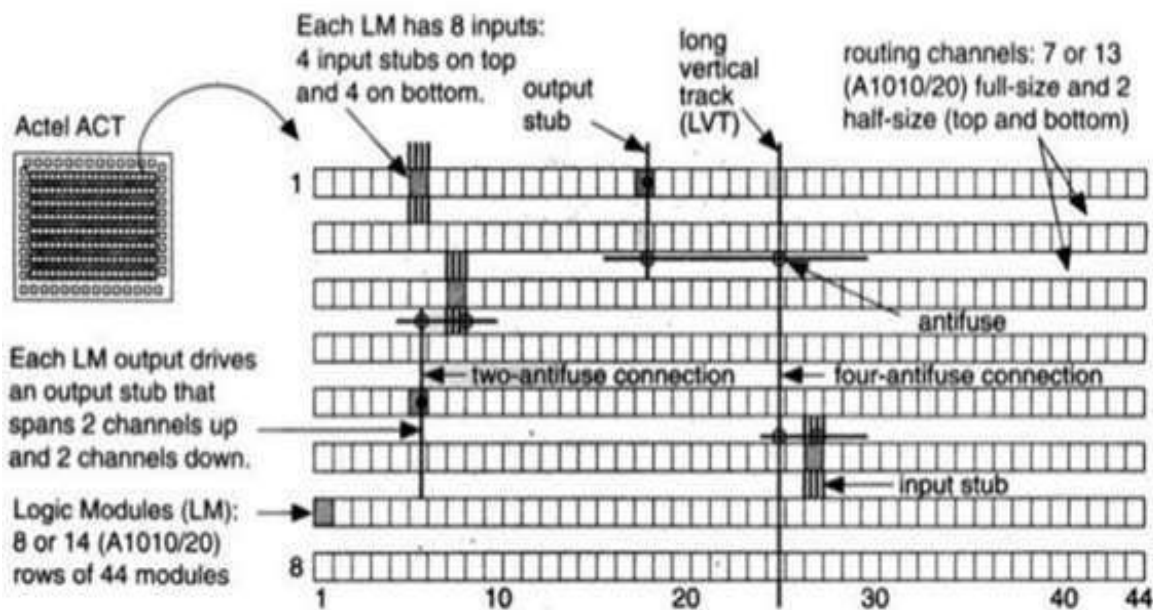 Each LM has 8 inputs:
4 input stubs on top
and 4 on bottom.
output
stub
long
vertical
track
(LVT)
routing channels: 7 or 13
(A1010/20) full-size and 2
half-size (top and bottom)
Actel ACT
1
antifuse
Each LM output drives
an output stub that
spans 2 channels up
and 2 channels down.
two-antifuse connection
four-antifuse connection
input stub
Logic Modules (LM):
8 or 14 (A1010/20)
rows of 44 modules
8
1
10
20
30
40
44